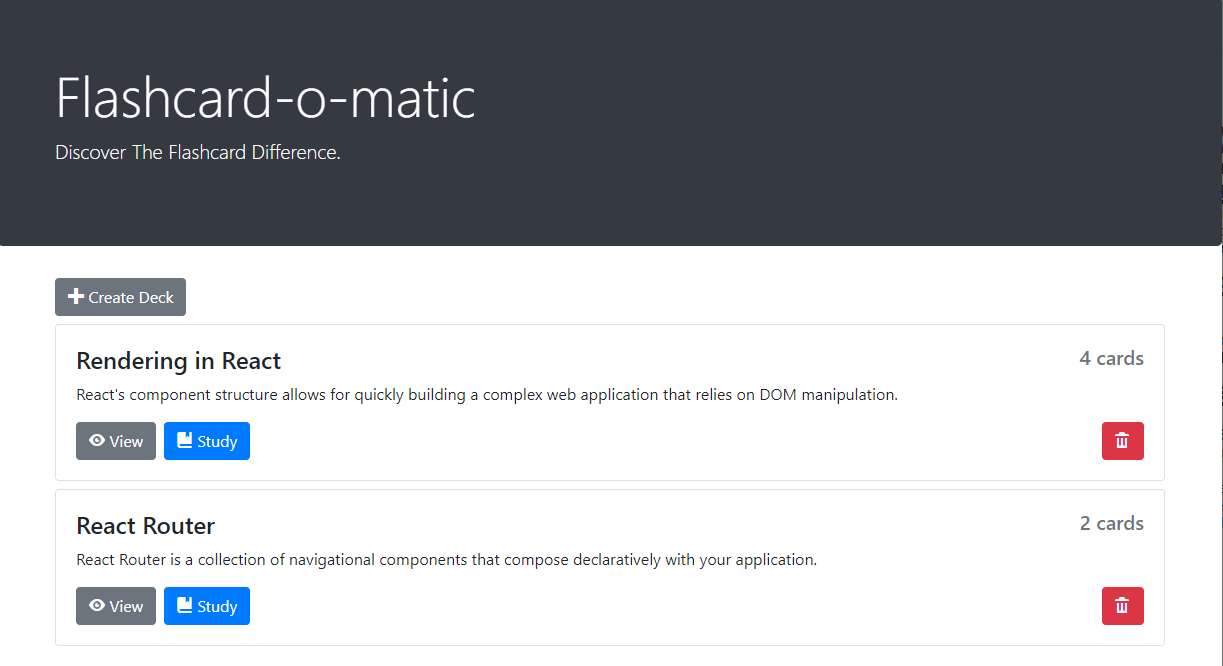 Flashcard-o-matic
Discover The Flashcard Difference.
Create Deck
Rendering in React
4 cards
React's component structure allows for quickly building a complex web application that relies on DOM manipulation.
View
Study
React Router
2 cards
React Router is a collection of navigational components that compose declaratively with your application.
View
Study